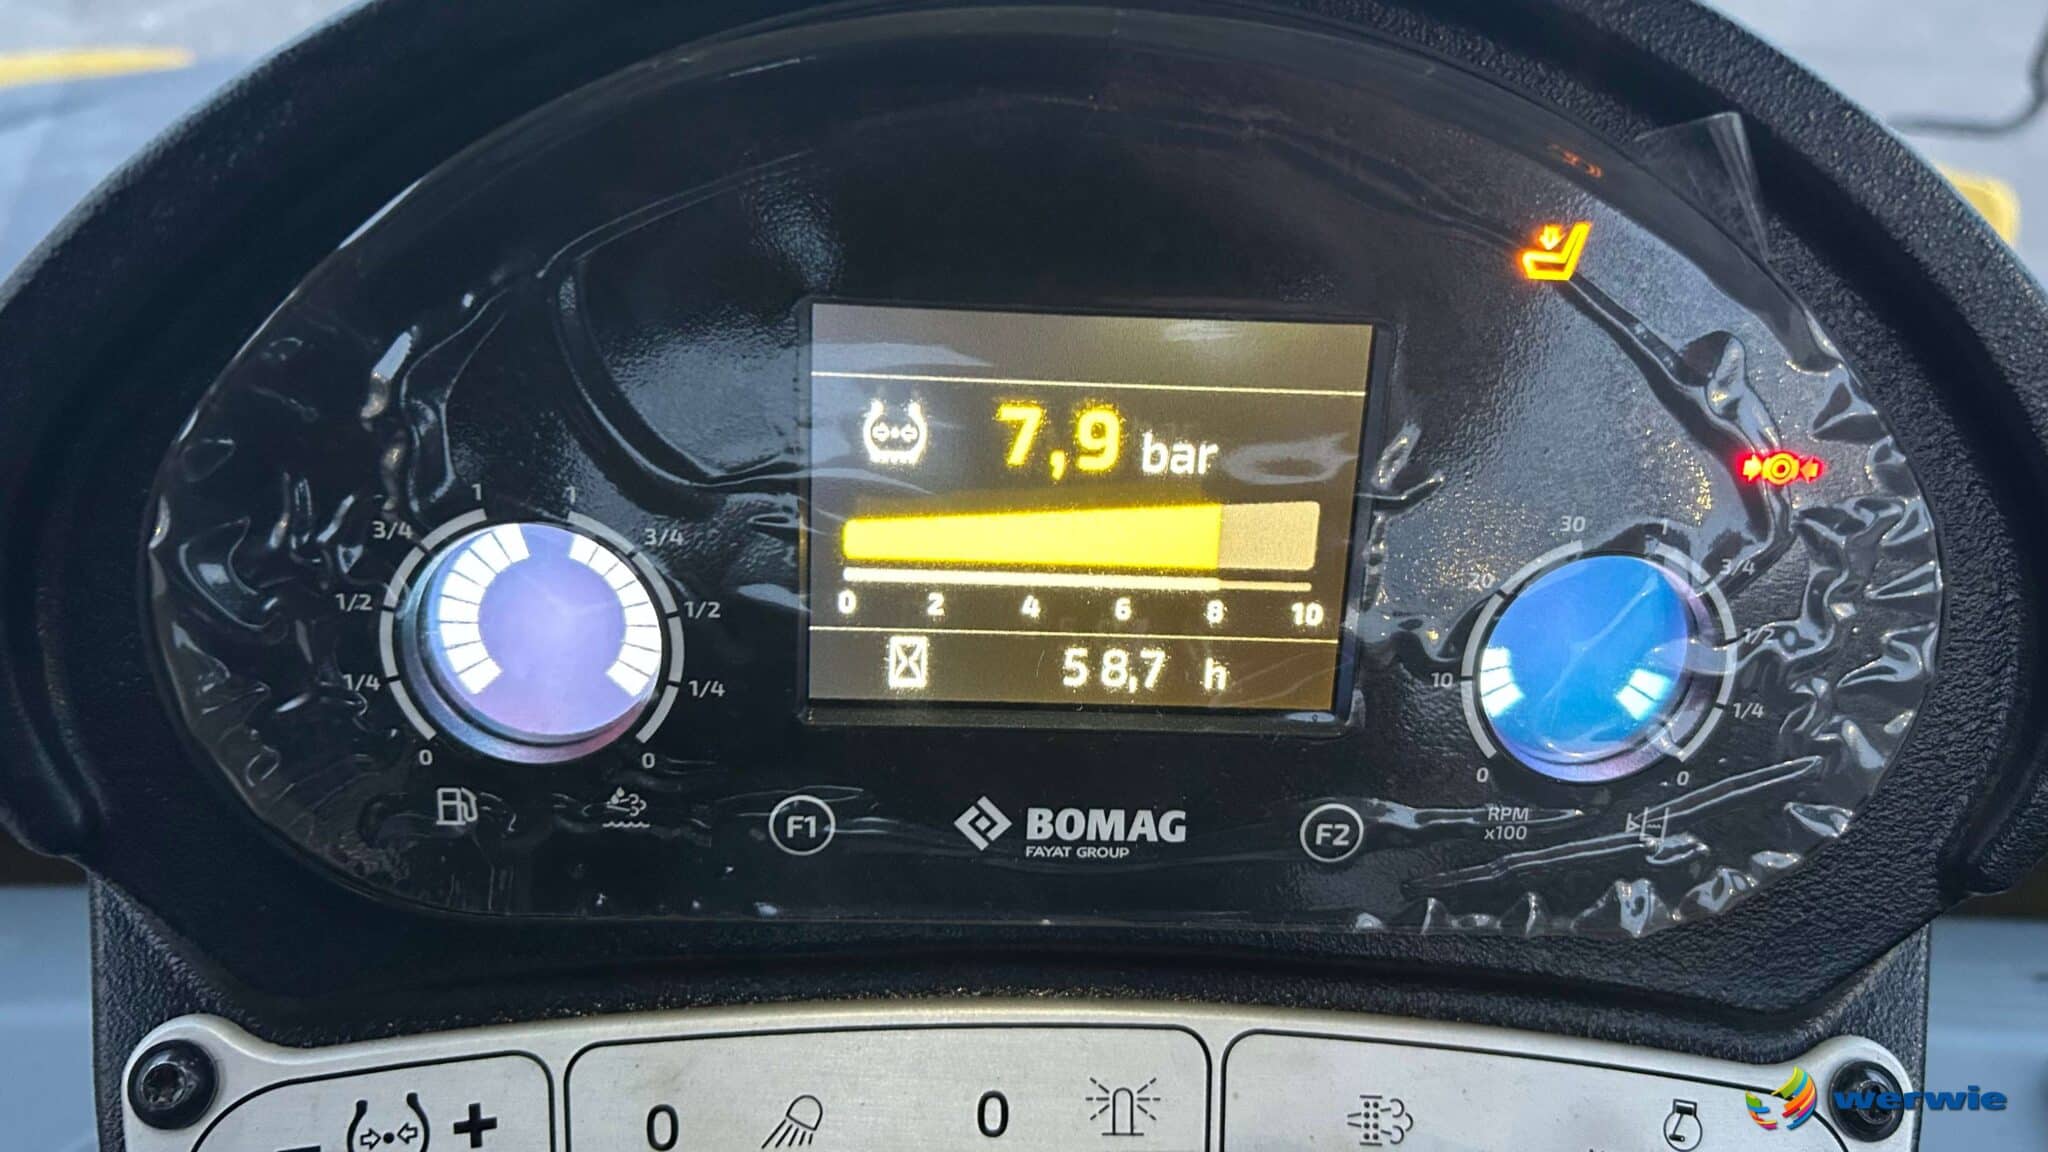 7,9 bar
0 2 4 6 8 10
58,7 h
1 1
3/4 3/4
1/2 1/2
1/4 1/4
0 0
30 1
20 3/4
10 1/2
1/4
0 0
RPM
x100
F1
BOMAG
FAYAT GROUP
F2
- +
0 0
werwie